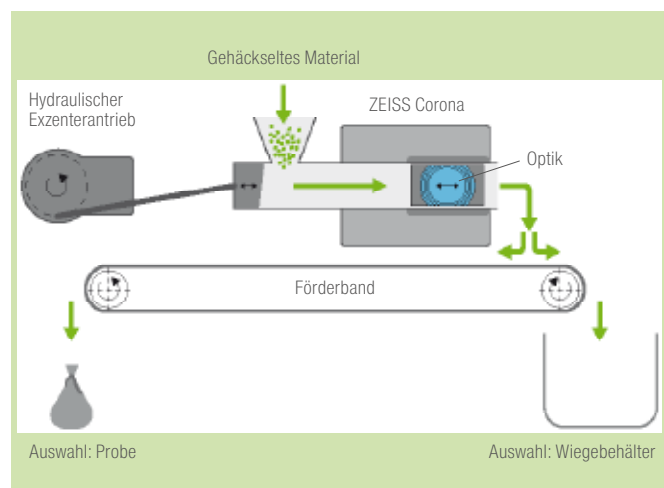 Gehäckseltes Material
Hydraulischer
Exzenterantrieb
ZEISS Corona
Optik
Förderband
Auswahl: Probe
Auswahl: Wiegebehälter